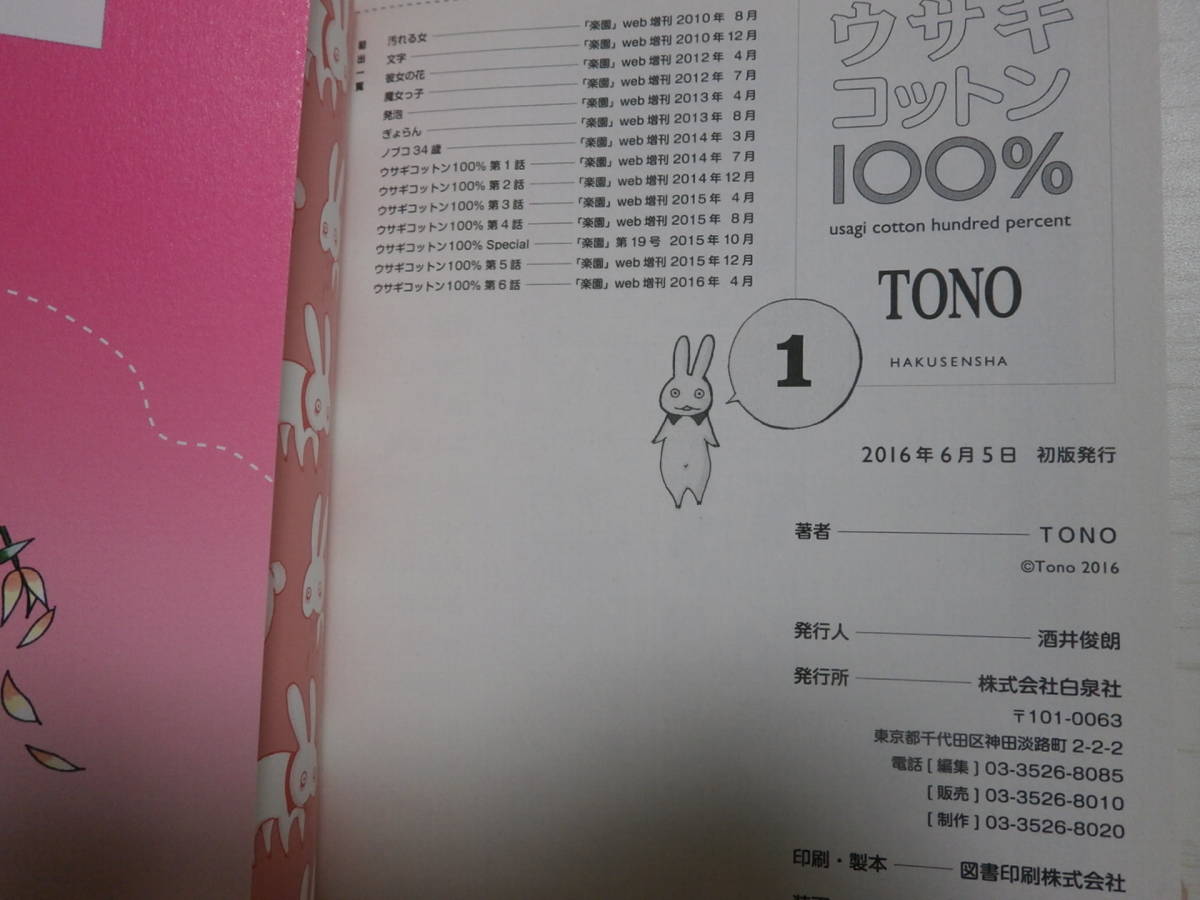 初出一覧
汚れる女 「楽園」web増刊 2010年 8月
文字 「楽園」web増刊 2010年12月
彼女の花 「楽園」web増刊 2012年 4月
魔女っ子 「楽園」web増刊 2012年 7月
発泡 「楽園」web増刊 2013年 4月
ぎょらん 「楽園」web増刊 2013年 8月
ノブコ34歳 「楽園」web増刊 2014年 3月
ウサギコットン100% 第1話 「楽園」web増刊 2014年 7月
ウサギコットン100% 第2話 「楽園」web増刊 2014年12月
ウサギコットン100% 第3話 「楽園」web増刊 2015年 4月
ウサギコットン100% 第4話 「楽園」web増刊 2015年 8月
ウサギコットン100% Special 「楽園」第19号 2015年10月
ウサギコットン100% 第5話 「楽園」web増刊 2015年12月
ウサギコットン100% 第6話 「楽園」web増刊 2016年 4月
ウサギ
コットン
100%
usagi cotton hundred percent
TONO
HAKUSENSHA
1
2016年6月5日 初版発行
著者 TONO
©Tono 2016
発行人 酒井俊朗
発行所 株式会社白泉社
〒101-0063
東京都千代田区神田淡路町 2-2-2
電話 [ 編集 ] 03-3526-8085
[ 販売 ] 03-3526-8010
[ 制作 ] 03-3526-8020
印刷・製本 図書印刷株式会社